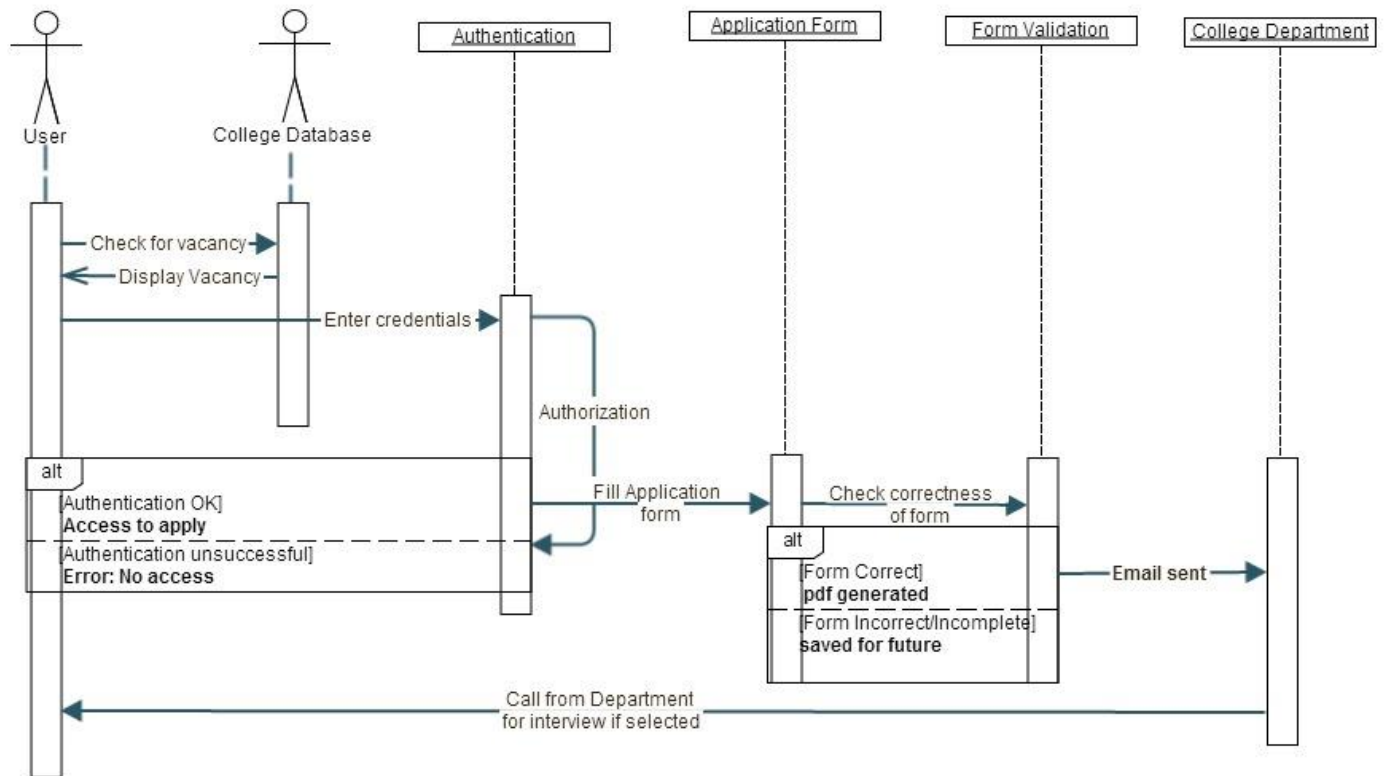 Authentication
Application Form
Form Validation
College Department
User
College Database
Check for vacancy
Display Vacancy
Enter credentials
Authorization
alt
[Authentication OK]
Access to apply
[Authentication unsuccessful]
Error: No access
Fill Application
form
Check correctness
of form
alt
[Form Correct]
pdf generated
[Form Incorrect/Incomplete]
saved for future
Email sent
Call from Department
for interview if selected